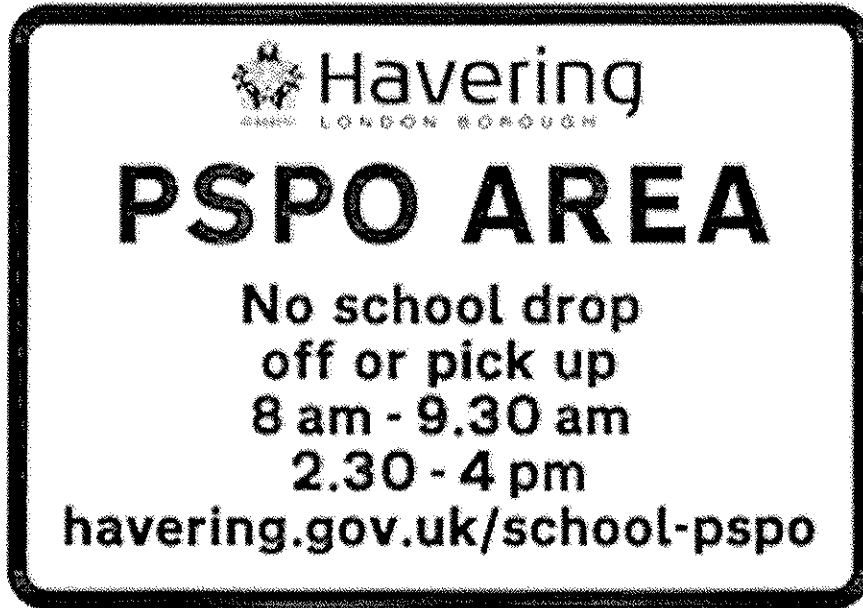 Havering
LONDON BOROUGH
PSPO AREA
No school drop
off or pick up
8 am - 9.30 am
2.30 - 4 pm
havering.gov.uk/school-pspo